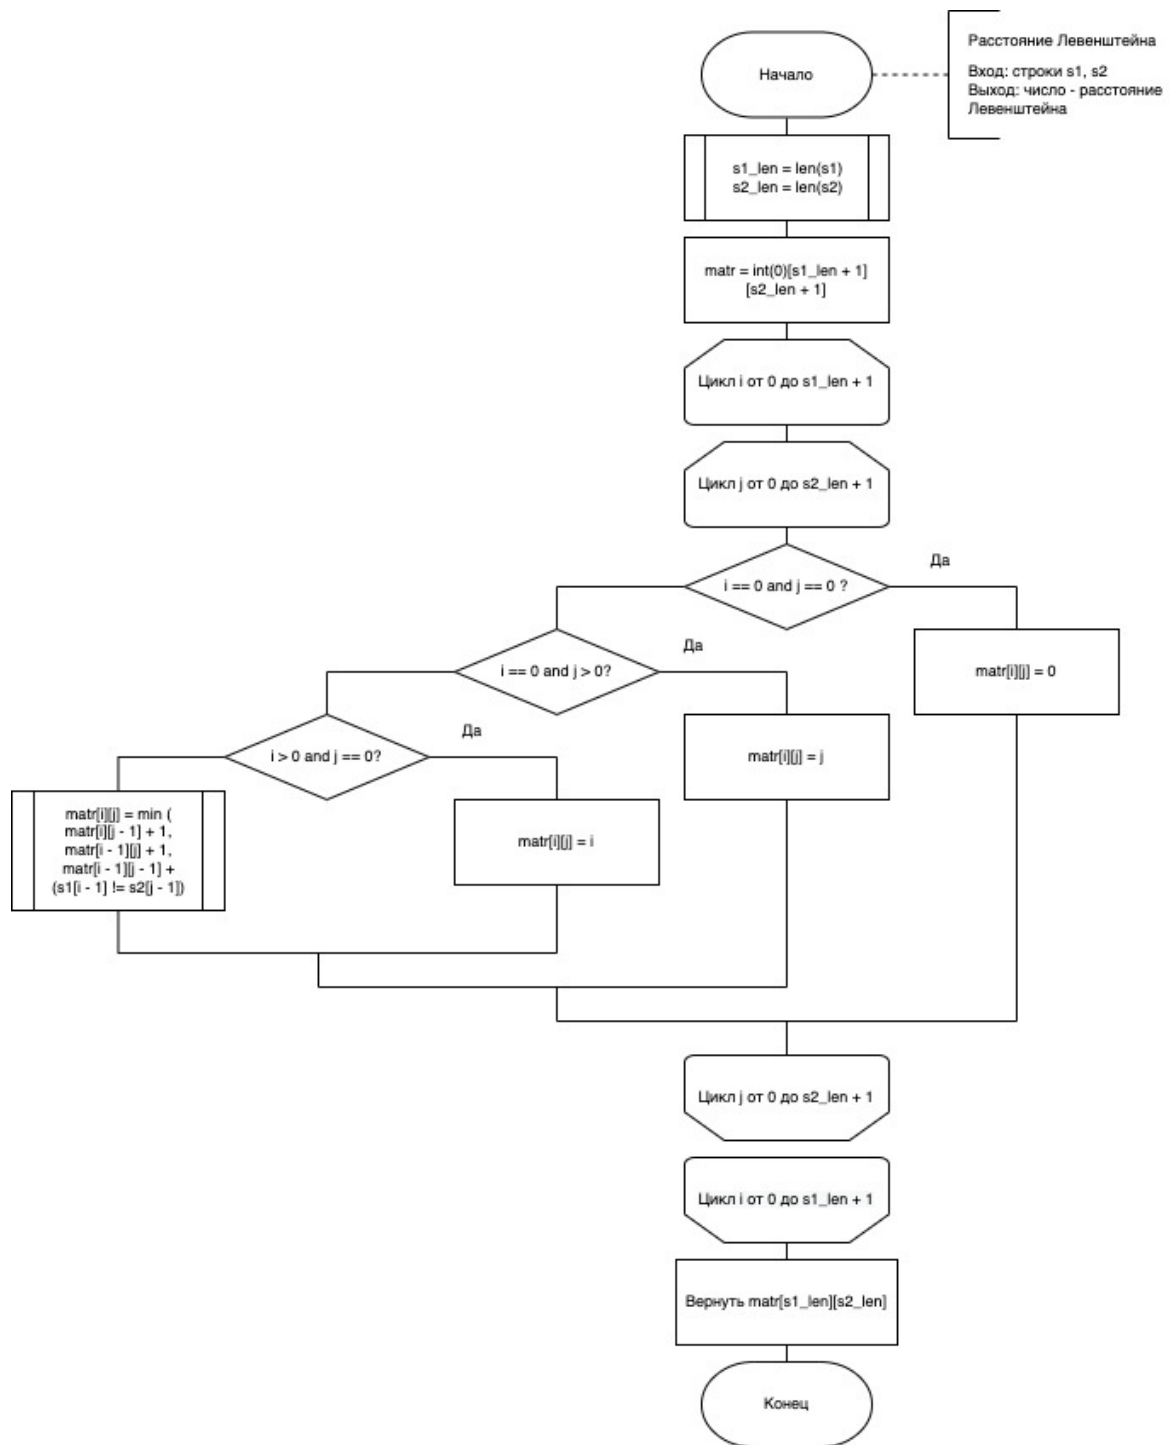 Начало
Расстояние Левенштейна
Вход: строки s1, s2
Выход: число - расстояние
Левенштейна
s1_len = len(s1)
s2_len = len(s2)
matr = int(0)[s1_len + 1]
[s2_len + 1]
Цикл i от 0 до s1_len + 1
Цикл j от 0 до s2_len + 1
i == 0 and j == 0 ?
Да
matr[i][j] = 0
i == 0 and j > 0?
Да
matr[i][j] = j
i > 0 and j == 0?
Да
matr[i][j] = i
matr[i][j] = min (
matr[i][j - 1] + 1,
matr[i - 1][j] + 1,
matr[i - 1][j - 1] +
(s1[i - 1] != s2[j - 1])
Цикл j от 0 до s2_len + 1
Цикл i от 0 до s1_len + 1
Вернуть matr[s1_len][s2_len]
Конец